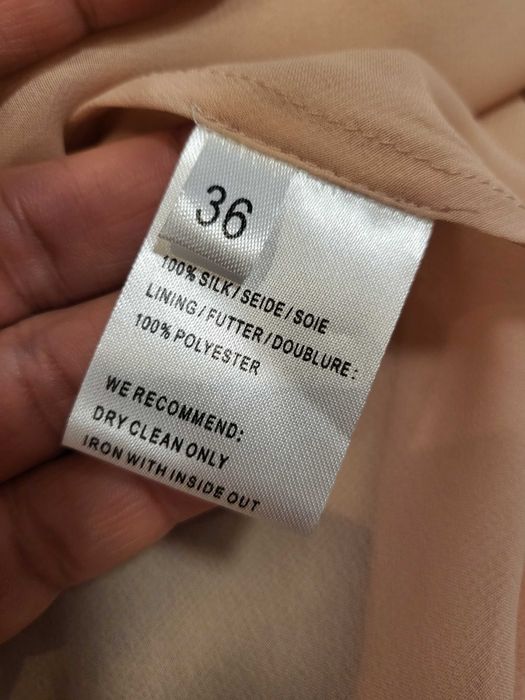 36
100% SILK/SEIDE/SOIE
LINING/FUTTER/DOUBLURE:
100% POLYESTER
WE RECOMMEND:
DRY CLEAN ONLY
IRON WITH INSIDE OUT